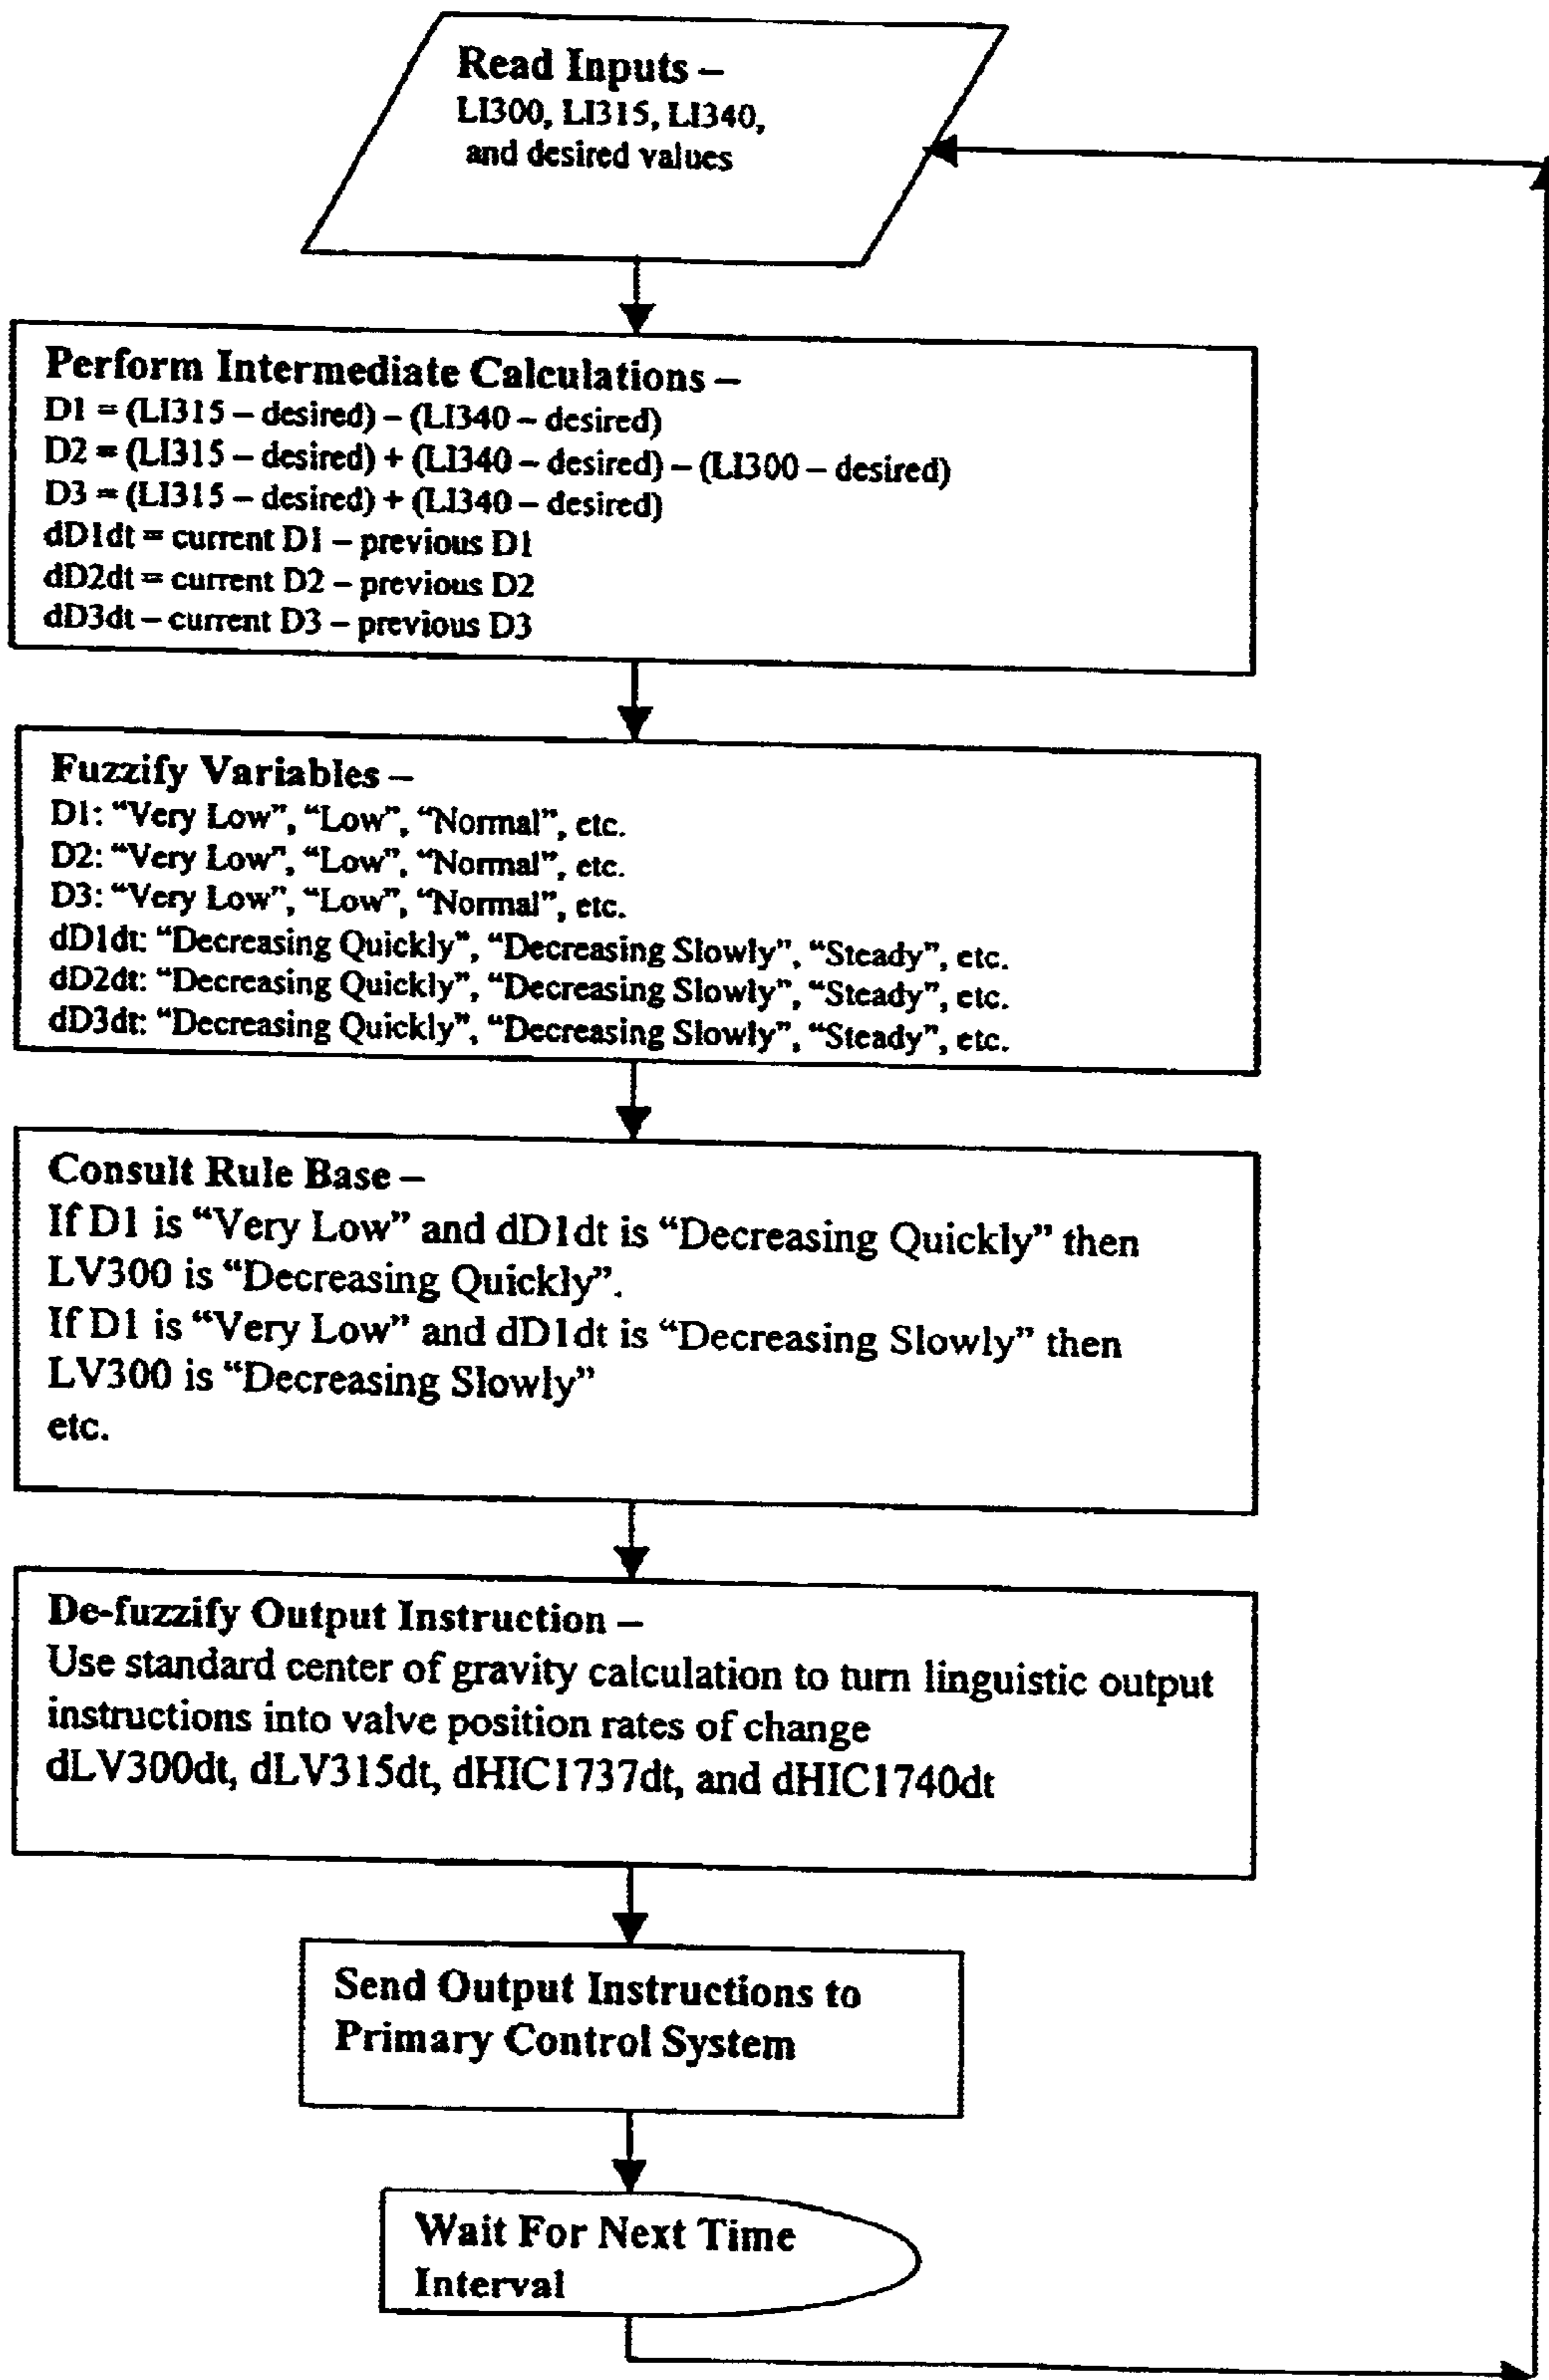 Read Inputs –
LI300, LI315, LI340,
and desired values
Perform Intermediate Calculations –
D1 = (LI315 – desired) – (LI340 – desired)
D2 = (LI315 – desired) + (LI340 – desired) – (LI300 – desired)
D3 = (LI315 – desired) + (LI340 – desired)
dD1dt = current D1 – previous D1
dD2dt = current D2 – previous D2
dD3dt – current D3 – previous D3
Fuzzify Variables –
D1: “Very Low”, “Low”, “Normal”, etc.
D2: “Very Low”, “Low”, “Normal”, etc.
D3: “Very Low”, “Low”, “Normal”, etc.
dD1dt: “Decreasing Quickly”, “Decreasing Slowly”, “Steady”, etc.
dD2dt: “Decreasing Quickly”, “Decreasing Slowly”, “Steady”, etc.
dD3dt: “Decreasing Quickly”, “Decreasing Slowly”, “Steady”, etc.
Consult Rule Base –
If D1 is “Very Low” and dD1dt is “Decreasing Quickly” then
LV300 is “Decreasing Quickly”.
If D1 is “Very Low” and dD1dt is “Decreasing Slowly” then
LV300 is “Decreasing Slowly”
etc.
De-fuzzify Output Instruction –
Use standard center of gravity calculation to turn linguistic output
instructions into valve position rates of change
dLV300dt, dLV315dt, dHIC1737dt, and dHIC1740dt
Send Output Instructions to
Primary Control System
Wait For Next Time
Interval